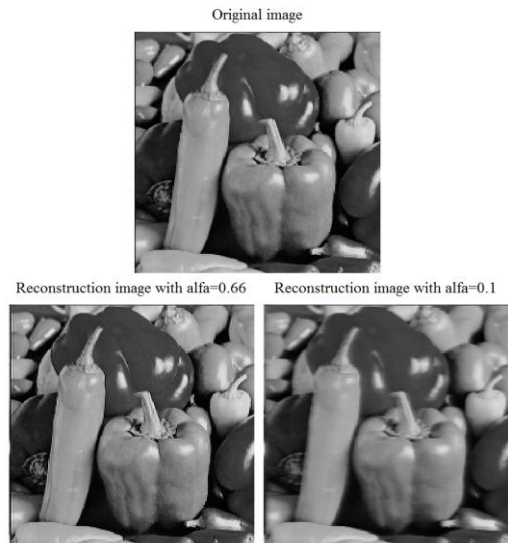 Original image
Reconstruction image with alfa=0.66
Reconstruction image with alfa=0.1